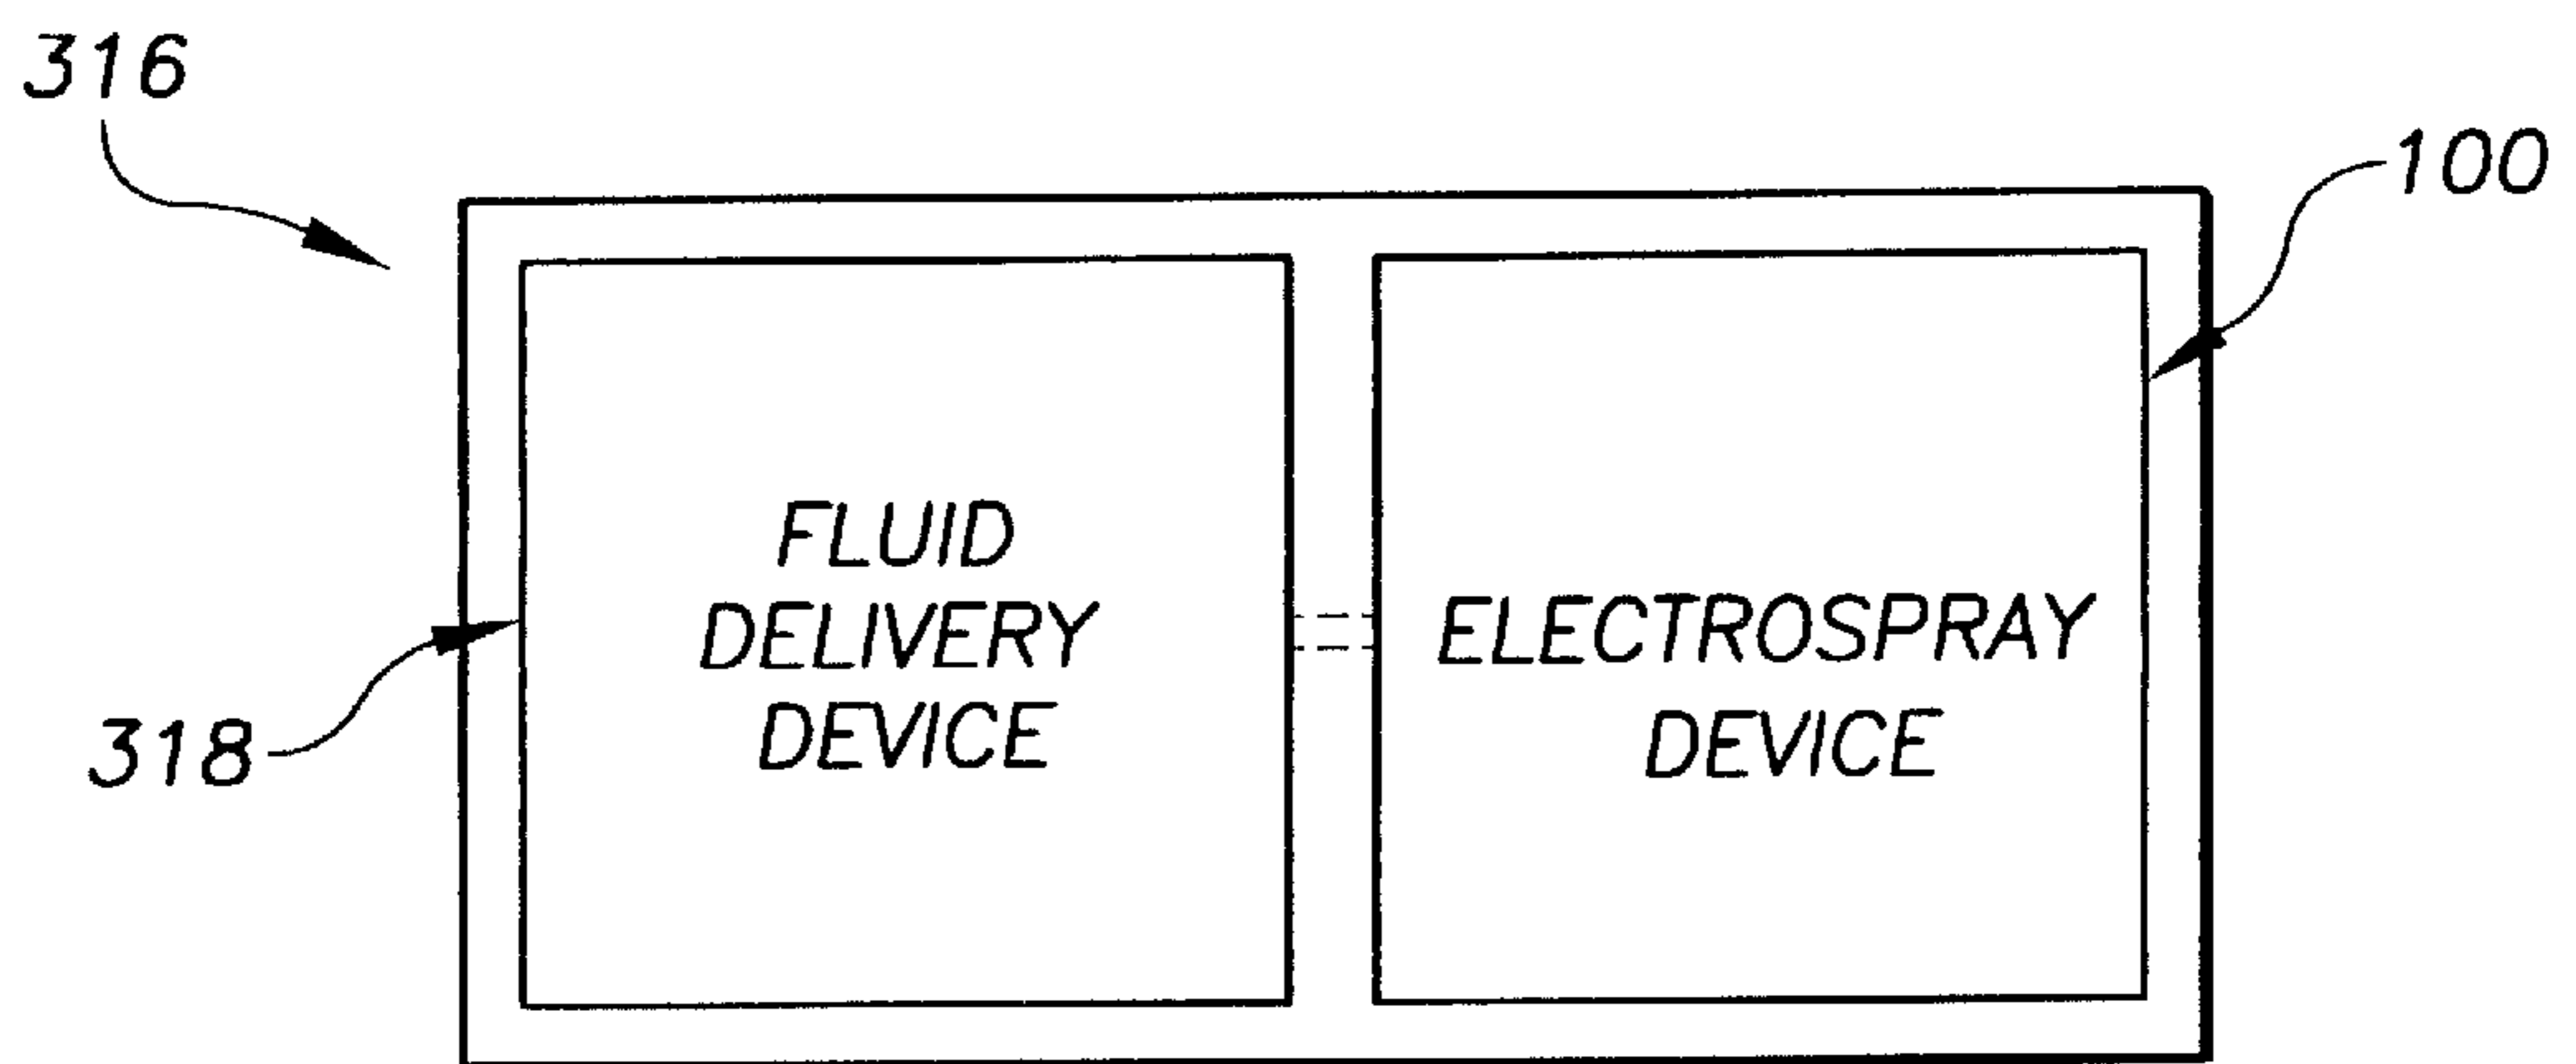 316
100
FLUID
DELIVERY
DEVICE
ELECTROSPRAY
DEVICE
318